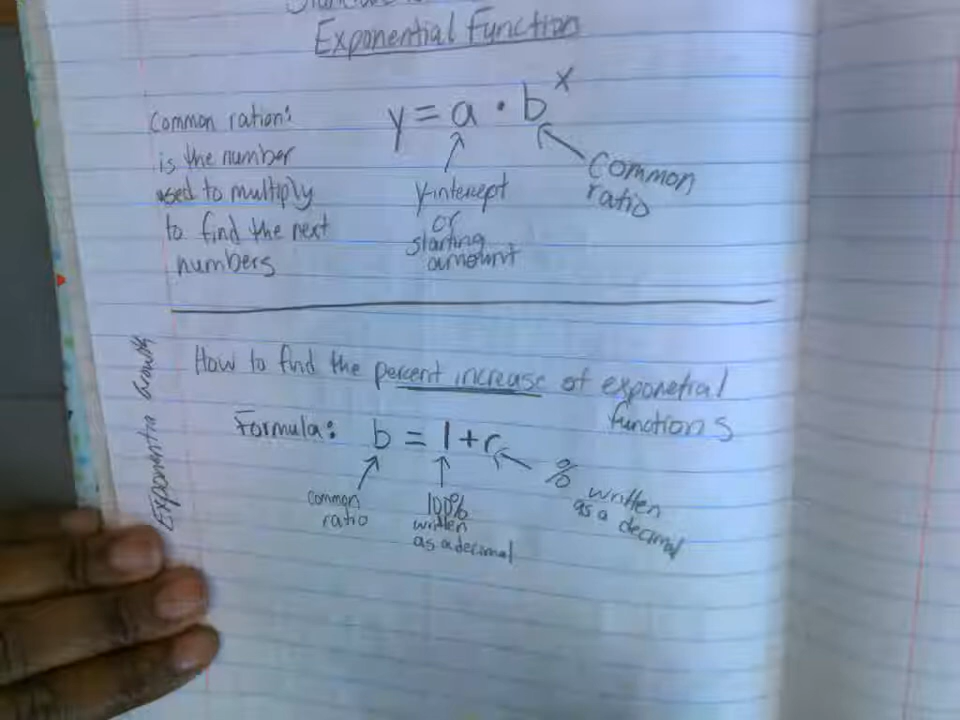 Exponential Function
y = a • b^x
Common ration:
is the number
used to multiply
to find the next
numbers
y-intercept
or
starting
amount
Common
ratio
Exponentia Growth
How to find the percent increase of exponetial
functions
Formula: b = 1 + r
common
ratio
100%
written
as a decimal
% written
as a decimal